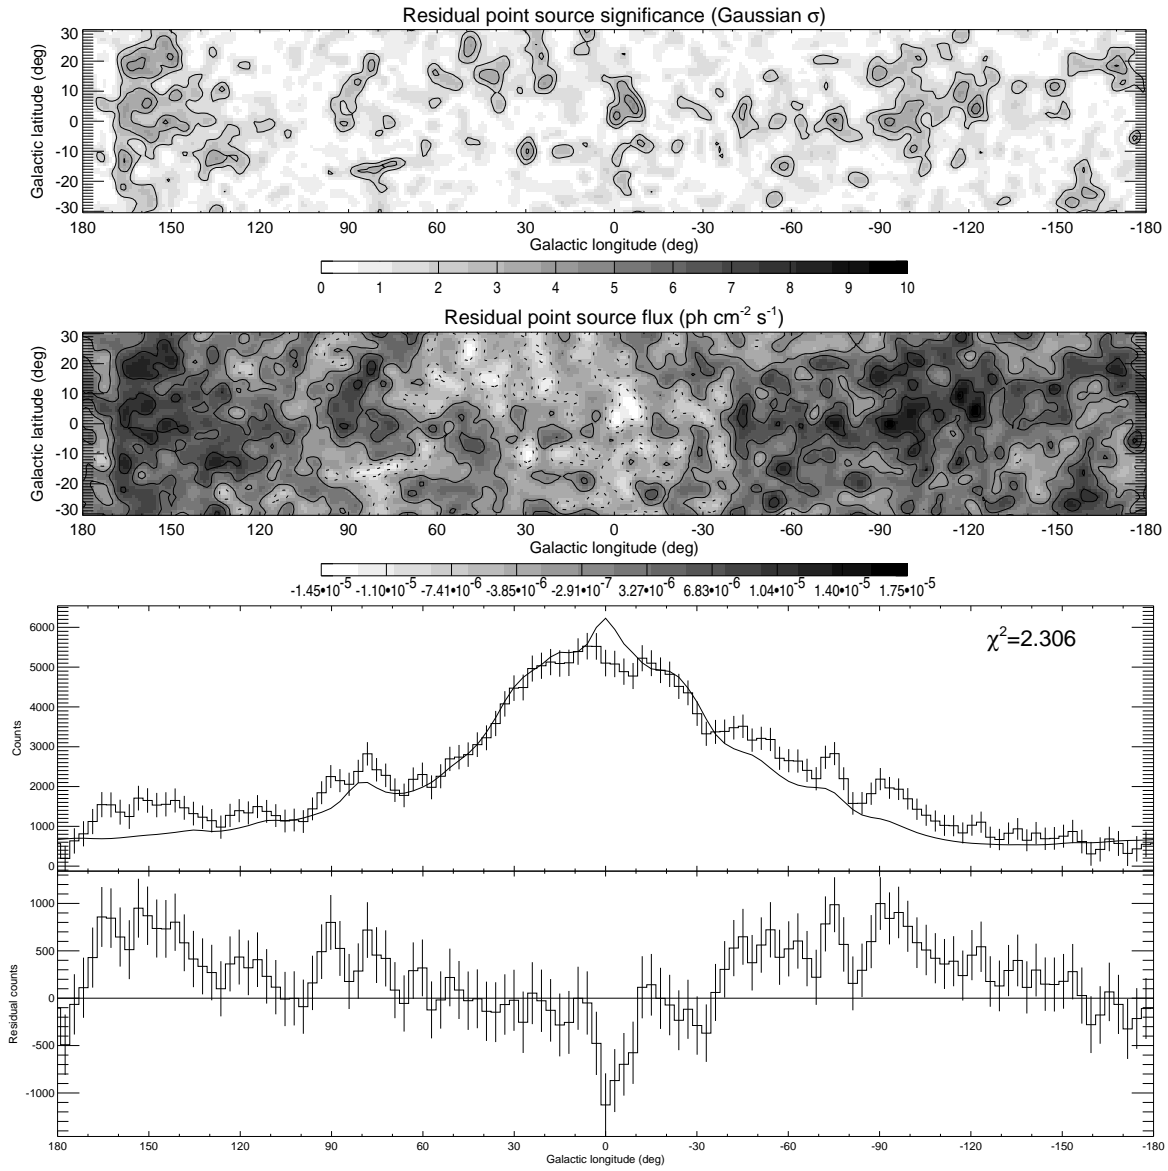 Residual point source significance (Gaussian σ)
Galactic latitude (deg)
30
20
10
0
-10
-20
-30
180 150 120 90 60 30 0 -30 -60 -90 -120 -150 -180
Galactic longitude (deg)
0 1 2 3 4 5 6 7 8 9 10
Residual point source flux (ph cm⁻² s⁻¹)
Galactic latitude (deg)
30
20
10
0
-10
-20
-30
180 150 120 90 60 30 0 -30 -60 -90 -120 -150 -180
Galactic longitude (deg)
-1.45•10⁻⁵ -1.10•10⁻⁵ -7.41•10⁻⁶ -3.85•10⁻⁶ -2.91•10⁻⁷ 3.27•10⁻⁶ 6.83•10⁻⁶ 1.04•10⁻⁵ 1.40•10⁻⁵ 1.75•10⁻⁵
χ²=2.306
Counts
6000
5000
4000
3000
2000
1000
0
Residual counts
1000
500
0
-500
-1000
180 150 120 90 60 30 0 -30 -60 -90 -120 -150 -180
Galactic longitude (deg)